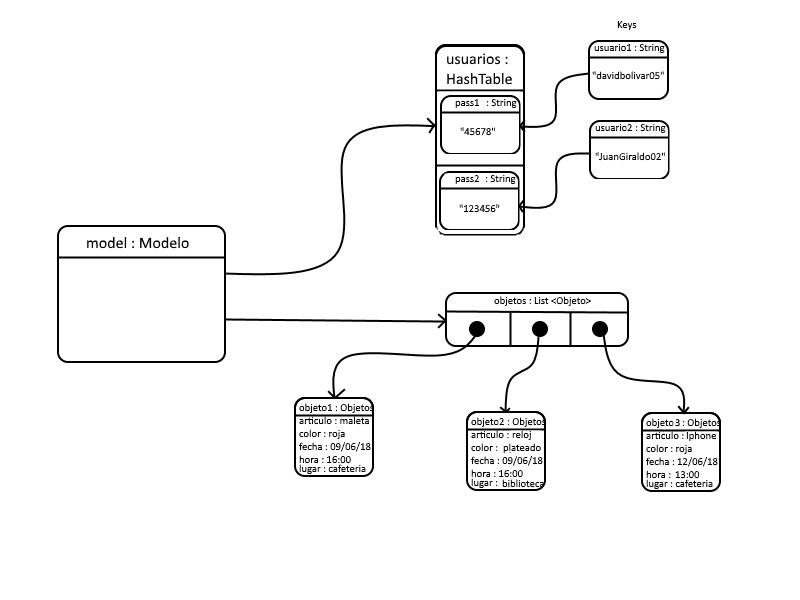 Keys
usuario1 : String
"davidbolivar05"
usuarios :
HashTable
pass1 : String
"45678"
usuario2 : String
"JuanGiraldo02"
pass2 : String
"123456"
model : Modelo
objetos : List <Objeto>
objeto1 : Objetos
articulo : maleta
color : roja
fecha : 09/06/18
hora : 16:00
lugar : cafeteria
objeto2 : Objetos
articulo : reloj
color : plateado
fecha : 09/06/18
hora : 16:00
lugar : biblioteca
objeto3 : Objetos
articulo : Iphone
color : roja
fecha : 12/06/18
hora : 13:00
lugar : cafeteria